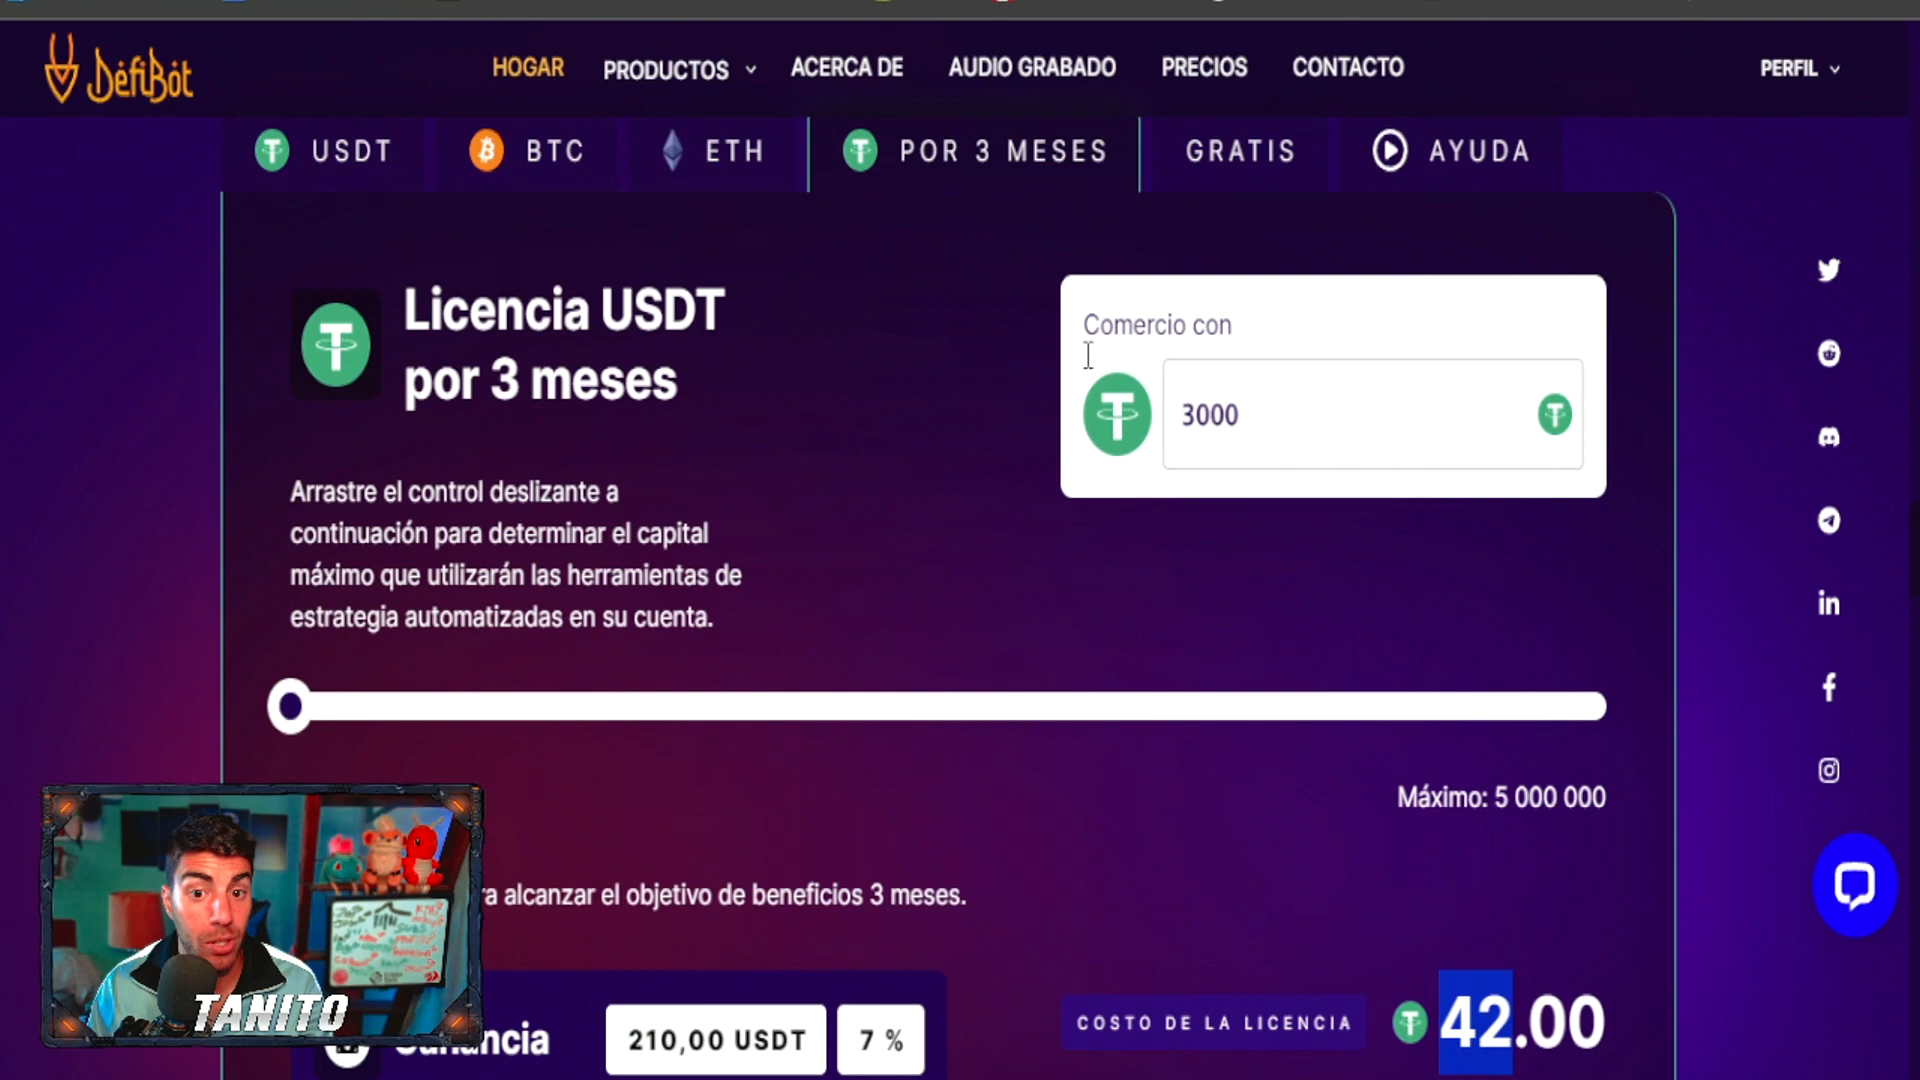 DefiBot
HOGAR
PRODUCTOS
ACERCA DE
AUDIO GRABADO
PRECIOS
CONTACTO
PERFIL
USDT
BTC
ETH
POR 3 MESES
GRATIS
AYUDA
Licencia USDT
por 3 meses
Comercio con
3000
Arrastre el control deslizante a
continuación para determinar el capital
máximo que utilizarán las herramientas de
estrategia automatizadas en su cuenta.
Máximo: 5 000 000
alcanzar el objetivo de beneficios 3 meses.
TANITO
210,00 USDT
7 %
COSTO DE LA LICENCIA
42.00